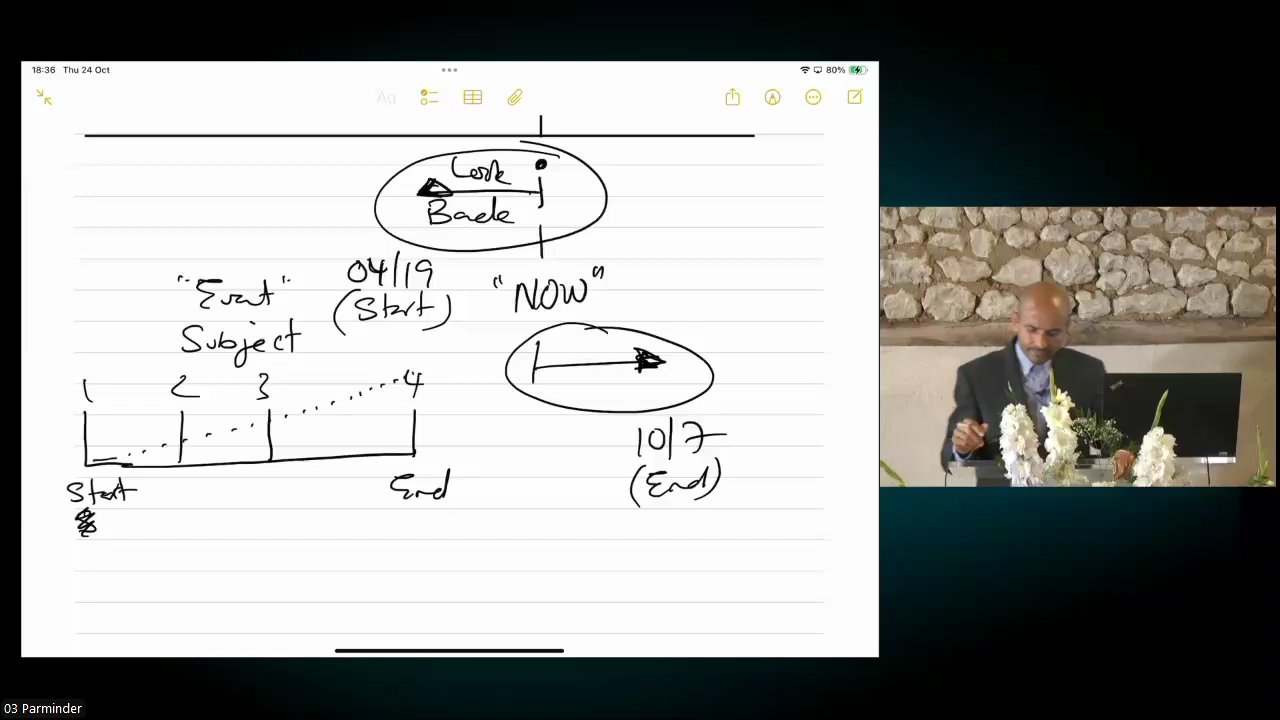 18:36 Thu 24 Oct
80%
Aa
Look
Back
04/19
(Start)
"NOW"
"Event"
Subject
1 2 3 4
10/7
(End)
Start
End
03 Parminder